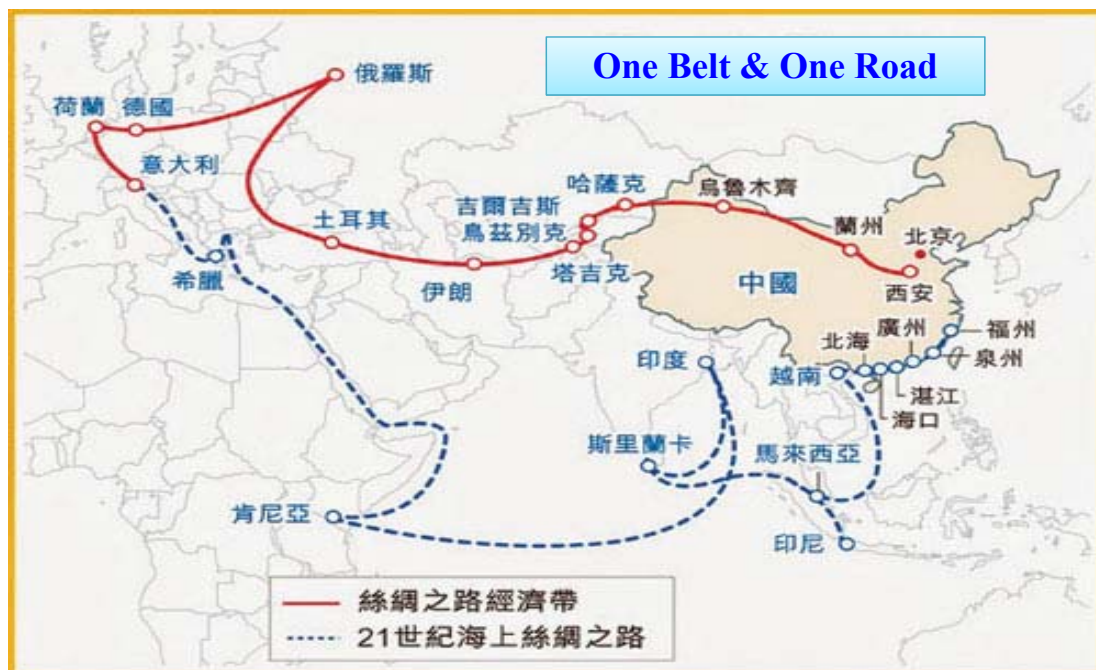 One Belt & One Road
俄羅斯
荷蘭
德國
意大利
哈薩克
烏魯木齊
吉爾吉斯
烏茲別克
土耳其
蘭州
北京
希臘
伊朗
塔吉克
中國
西安
廣州
福州
北海
印度
越南
泉州
湛江
海口
斯里蘭卡
馬來西亞
肯尼亞
印尼
絲綢之路經濟帶
21世紀海上絲綢之路